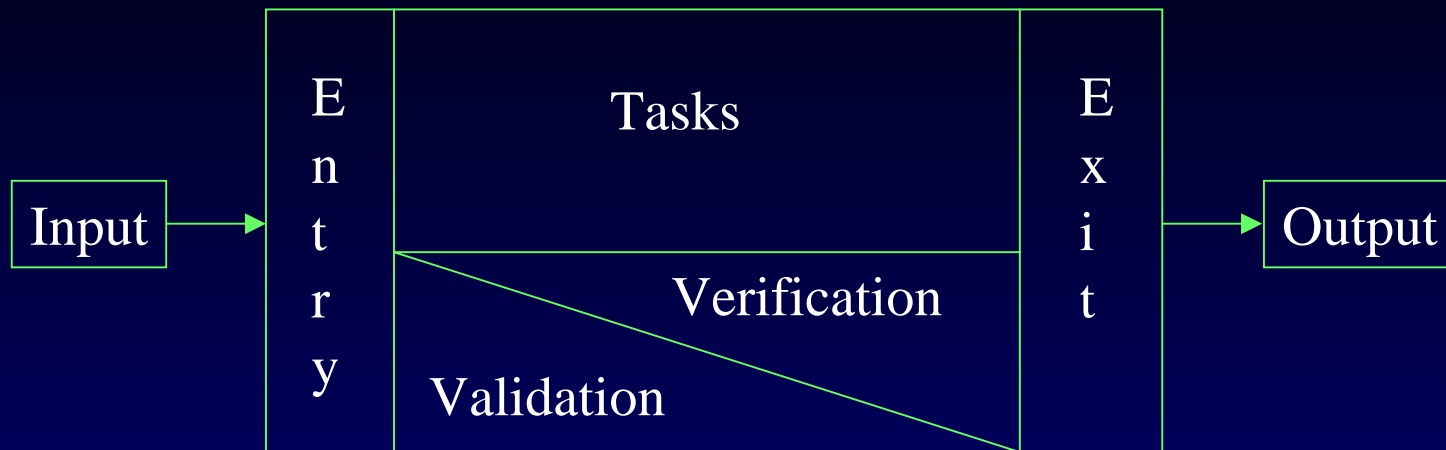 Input
E
n
t
r
y
Tasks
Verification
Validation
E
x
i
t
Output